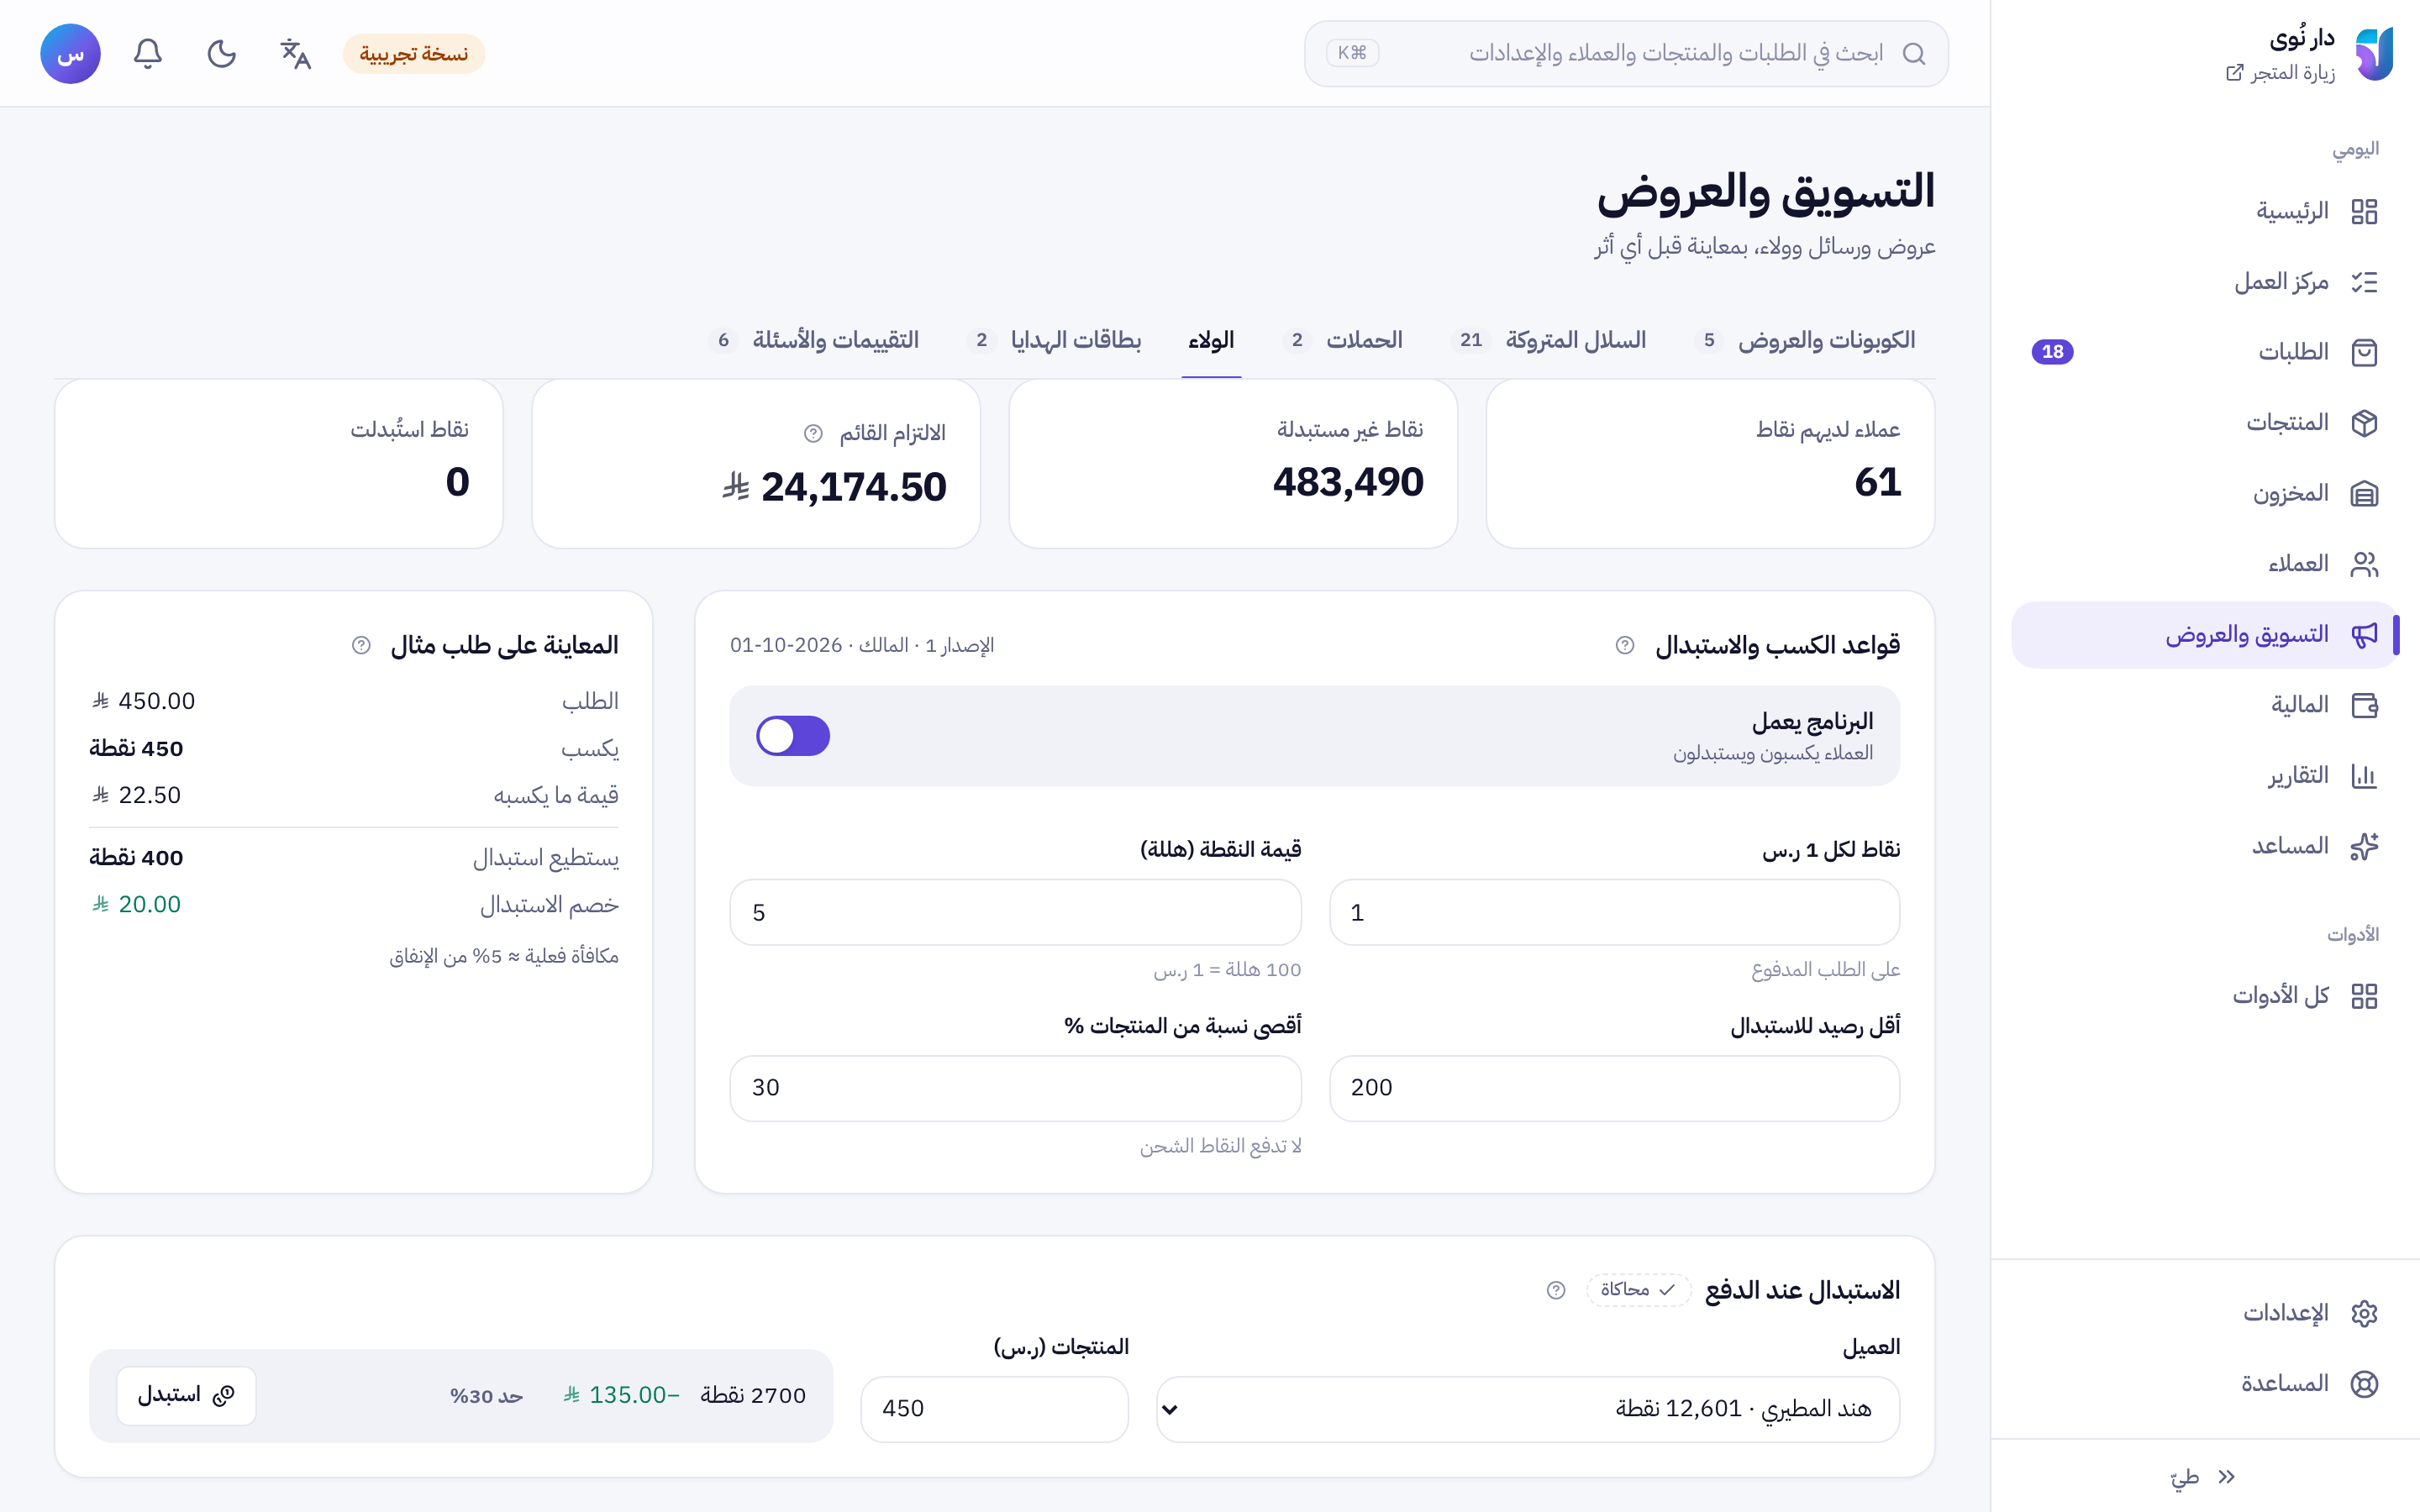 دار نُوى
زيارة المتجر
ابحث في الطلبات والمنتجات والعملاء والإعدادات
⌘K
نسخة تجريبية
س
اليومي
الرئيسية
مركز العمل
الطلبات
18
المنتجات
المخزون
العملاء
التسويق والعروض
المالية
التقارير
المساعد
الأدوات
كل الأدوات
الإعدادات
المساعدة
طيّ
التسويق والعروض
عروض ورسائل وولاء، بمعاينة قبل أي أثر
الكوبونات والعروض 5
السلال المتروكة 21
الحملات 2
الولاء
بطاقات الهدايا 2
التقييمات والأسئلة 6
عملاء لديهم نقاط
61
نقاط غير مستبدلة
483,490
الالتزام القائم
24,174.50
نقاط استُبدلت
0
قواعد الكسب والاستبدال
الإصدار 1 · المالك · 2026-10-01
البرنامج يعمل
العملاء يكسبون ويستبدلون
نقاط لكل 1 ر.س
1
على الطلب المدفوع
قيمة النقطة (هللة)
5
100 هللة = 1 ر.س
أقل رصيد للاستبدال
200
أقصى نسبة من المنتجات %
30
لا تدفع النقاط الشحن
المعاينة على طلب مثال
الطلب 450.00
يكسب 450 نقطة
قيمة ما يكسبه 22.50
يستطيع استبدال 400 نقطة
خصم الاستبدال 20.00
مكافأة فعلية ≈ 5% من الإنفاق
الاستبدال عند الدفع
محاكاة
العميل
هند المطيري · 12,601 نقطة
المنتجات (ر.س)
450
2700 نقطة −135.00 حد 30%
استبدل